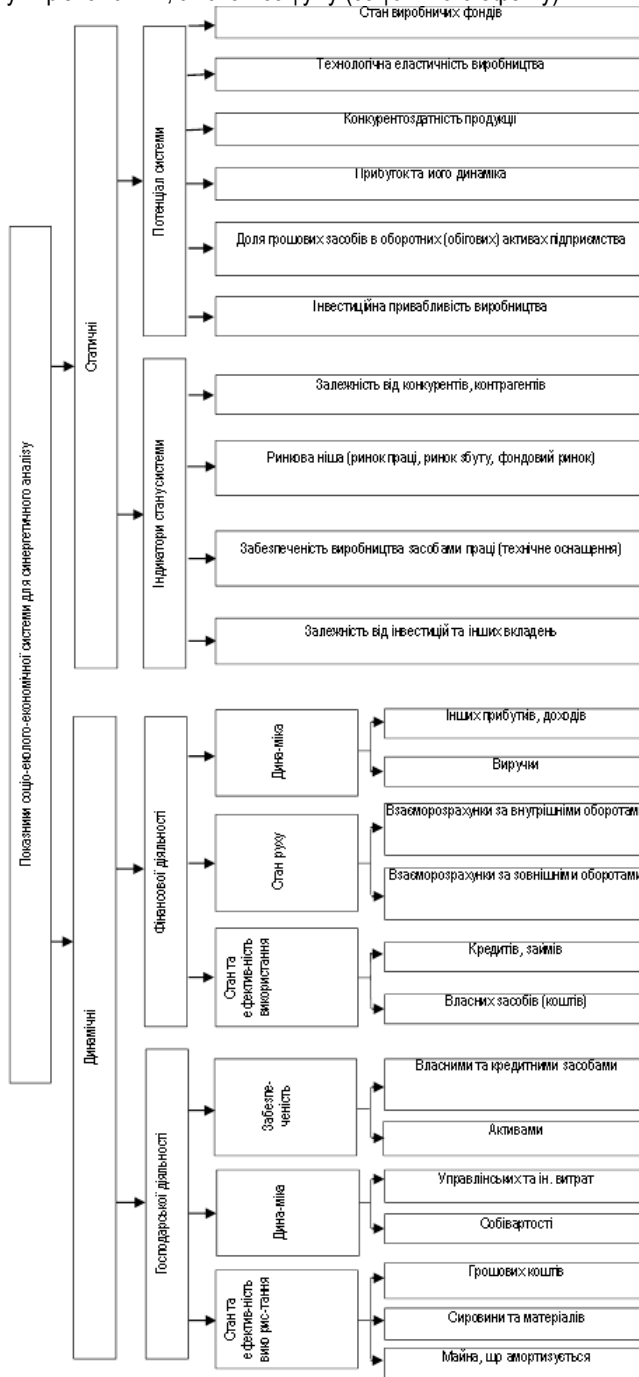 Стан виробничих фондів
Технологічна еластичність виробництва
Конкурентоздатність продукції
Прибуток та його динаміка
Доля грошових засобів в оборотних (обігових) активах підприємства
Інвестиційна привабливість виробництва
Потенціал системи
Залежність від конкурентів, контрагентів
Ринкова ніша (ринок праці, ринок збуту, фондовий ринок)
Забезпеченість виробництва засобами праці (технічне оснащення)
Залежність від інвестицій та інших вкладень
Індикатори стану системи
Статичні
Показники соціо-еколого-економічної системи для синергетичного аналізу
Динамічні
Фінансової діяльності
Дина-міка
Інших прибутків, доходів
Виручки
Стан руху
Взаєморозрахунки за внутрішніми оборотам
Взаєморозрахунки за зовнішніми оборотами
Стан та
ефектив-ність
використання
Кредитів, займів
Власних засобів (коштів)
Господарської діяльності
Забезпе-
ченість
Власними та кредитними засобами
Активами
Дина-міка
Управлінських та ін. витрат
Собівартості
Стан та
ефектив-ність
вико рис-тання
Грошових коштів
Сировини та матеріалів
Майна, що амортизується